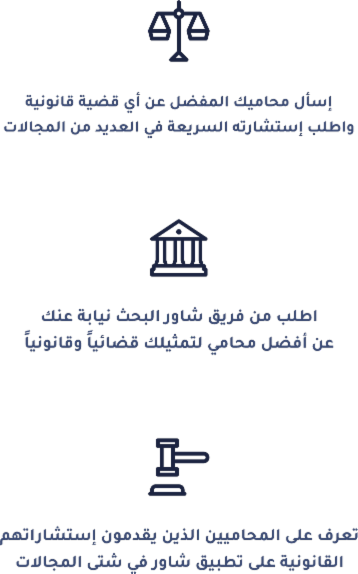 إسأل محاميك المفضل عن أي قضية قانونية
واطلب إستشارته السريعة في العديد من المجالات
اطلب من فريق شاور البحث نيابة عنك
عن أفضل محامي لتمثيلك قضائياً وقانونياً
تعرف على المحاميين الذين يقدمون إستشاراتهم
القانونية على تطبيق شاور في شتى المجالات